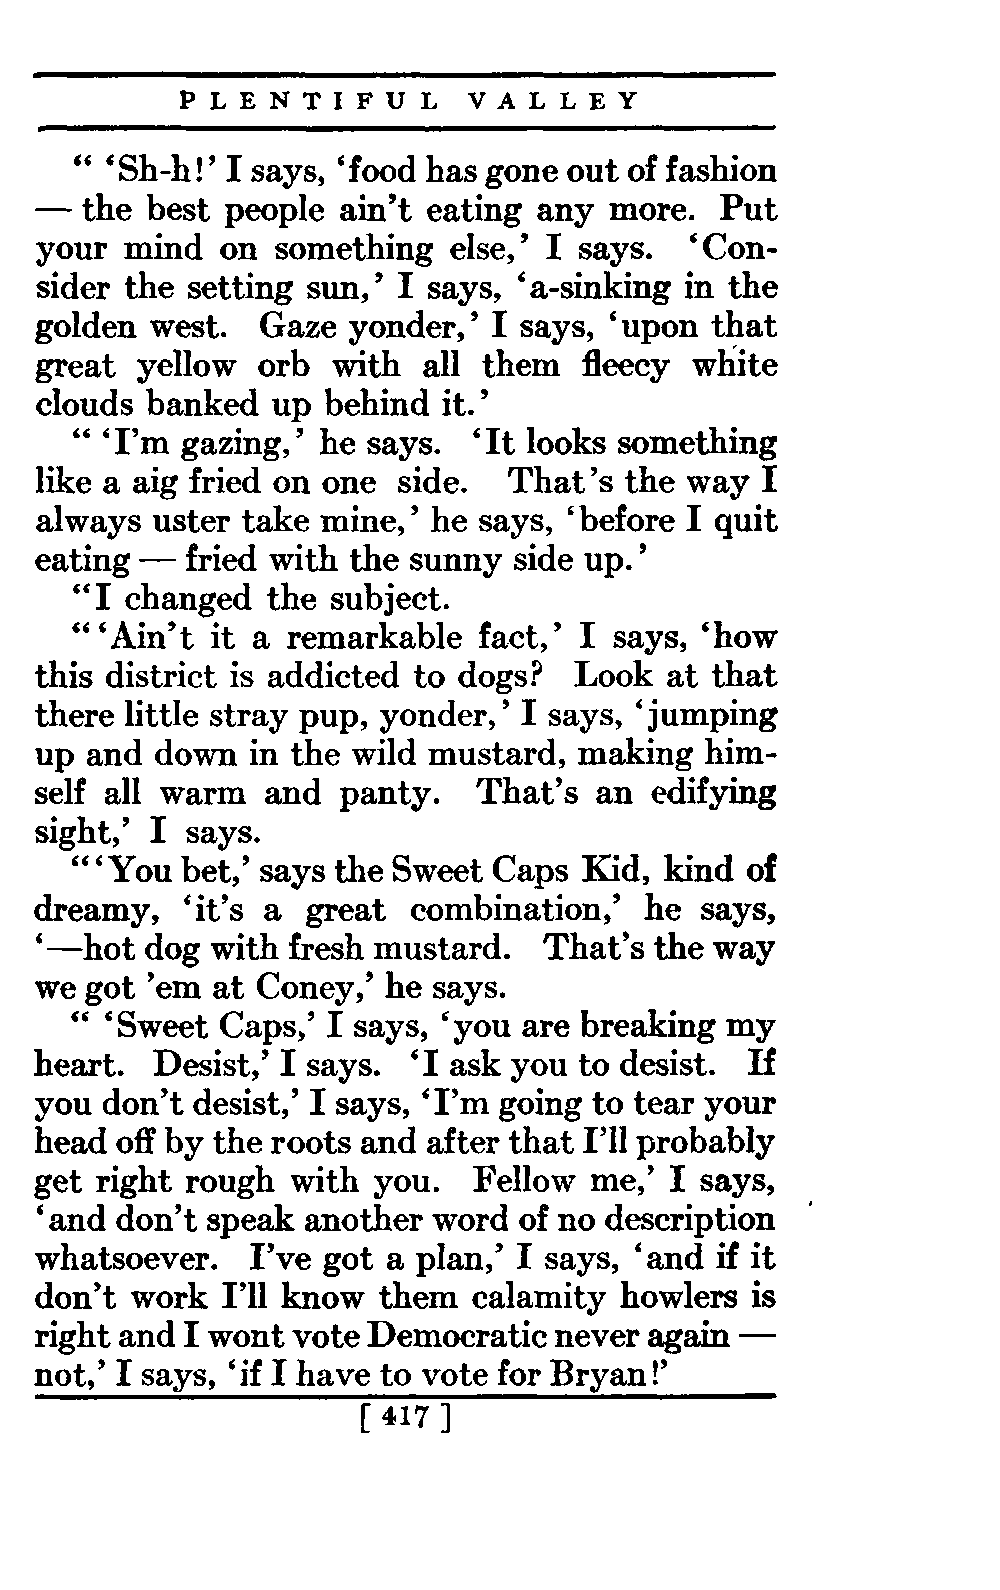 PLENTIFUL VALLEY
“ ‘Sh-h!’ I says, ‘food has gone out of fashion
— the best people ain’t eating any more. Put
your mind on something else,’ I says. ‘Con-
sider the setting sun,’ I says, ‘a-sinking in the
golden west. Gaze yonder,’ I says, ‘upon that
great yellow orb with all them fleecy white
clouds banked up behind it.’
“ ‘I’m gazing,’ he says. ‘It looks something
like a aig fried on one side. That’s the way I
always uster take mine,’ he says, ‘before I quit
eating — fried with the sunny side up.’
“I changed the subject.
“ ‘Ain’t it a remarkable fact,’ I says, ‘how
this district is addicted to dogs? Look at that
there little stray pup, yonder,’ I says, ‘jumping
up and down in the wild mustard, making him-
self all warm and panty. That’s an edifying
sight,’ I says.
“ ‘You bet,’ says the Sweet Caps Kid, kind of
dreamy, ‘it’s a great combination,’ he says,
‘—hot dog with fresh mustard. That’s the way
we got ’em at Coney,’ he says.
“ ‘Sweet Caps,’ I says, ‘you are breaking my
heart. Desist,’ I says. ‘I ask you to desist. If
you don’t desist,’ I says, ‘I’m going to tear your
head off by the roots and after that I’ll probably
get right rough with you. Fellow me,’ I says,
‘and don’t speak another word of no description
whatsoever. I’ve got a plan,’ I says, ‘and if it
don’t work I’ll know them calamity howlers is
right and I wont vote Democratic never again —
not,’ I says, ‘if I have to vote for Bryan!’
[ 417 ]